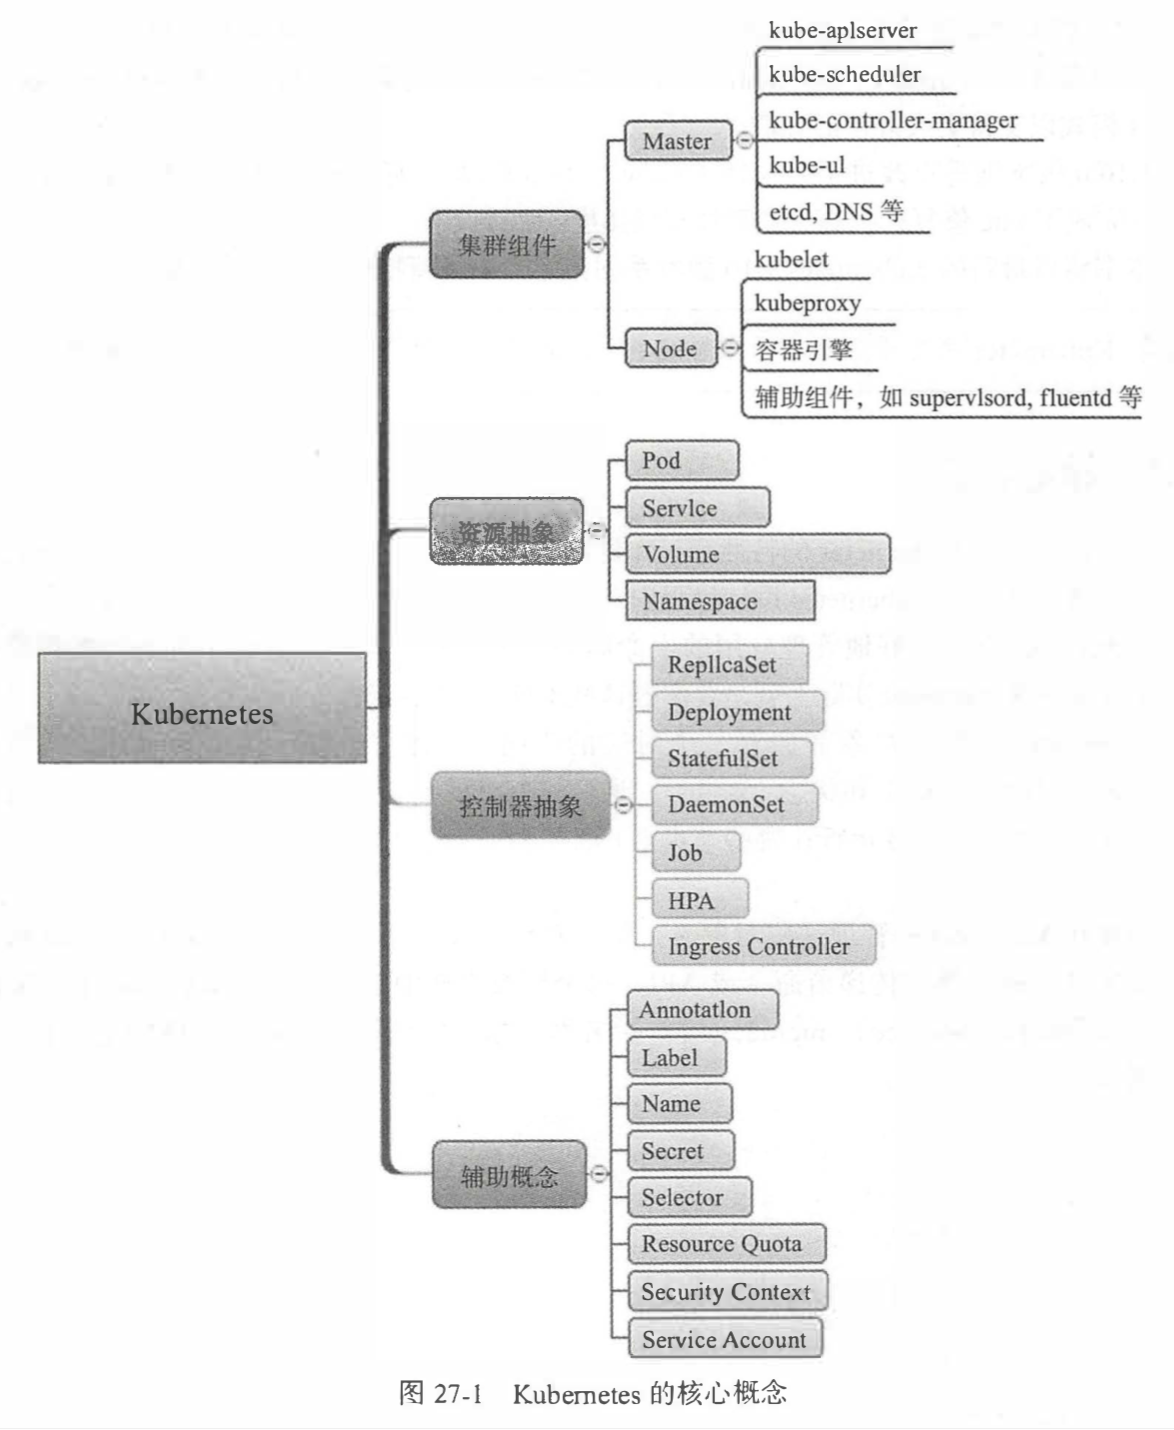 Kubernetes
集群组件
Master
kube-aplserver
kube-scheduler
kube-controller-manager
kube-ul
etcd, DNS 等
Node
kubelet
kubeproxy
容器引擎
辅助组件，如 supervlsord, fluentd 等
资源抽象
Pod
Servlce
Volume
Namespace
控制器抽象
RepllcaSet
Deployment
StatefulSet
DaemonSet
Job
HPA
Ingress Controller
辅助概念
Annotatlon
Label
Name
Secret
Selector
Resource Quota
Security Context
Service Account
图 27-1 Kubernetes 的核心概念